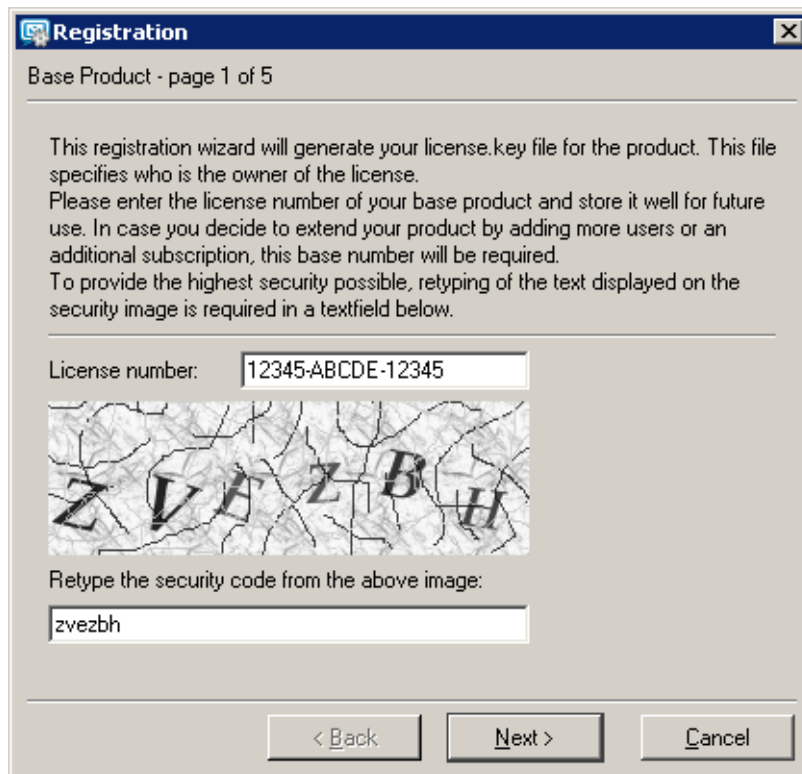 Registration
Base Product - page 1 of 5
This registration wizard will generate your license.key file for the product. This file
specifies who is the owner of the license.
Please enter the license number of your base product and store it well for future
use. In case you decide to extend your product by adding more users or an
additional subscription, this base number will be required.
To provide the highest security possible, retyping of the text displayed on the
security image is required in a textfield below.
License number: 12345-ABCDE-12345
ZVEZBH
Retype the security code from the above image:
zvezbh
< Back Next > Cancel